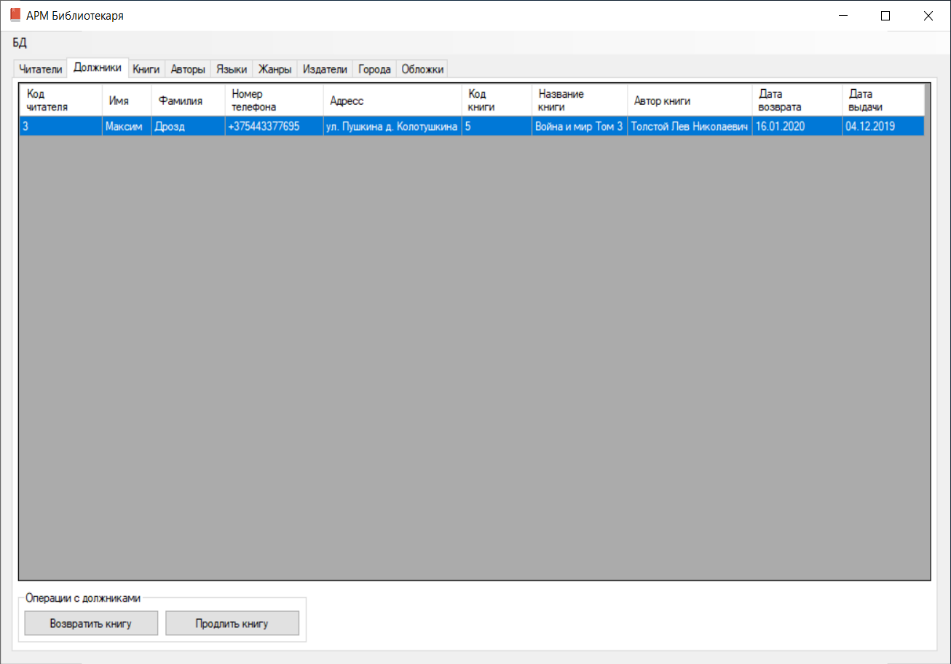 АРМ Библиотекаря
БД
Читатели Должники Книги Авторы Языки Жанры Издатели Города Обложки
Код читателя Имя Фамилия Номер телефона Адресс Код книги Название книги Автор книги Дата возврата Дата выдачи
3 Максим Дрозд +375443377695 ул. Пушкина д. Колотушкина 5 Война и мир Том 3 Толстой Лев Николаевич 16.01.2020 04.12.2019
Операции с должниками
Возвратить книгу Продлить книгу